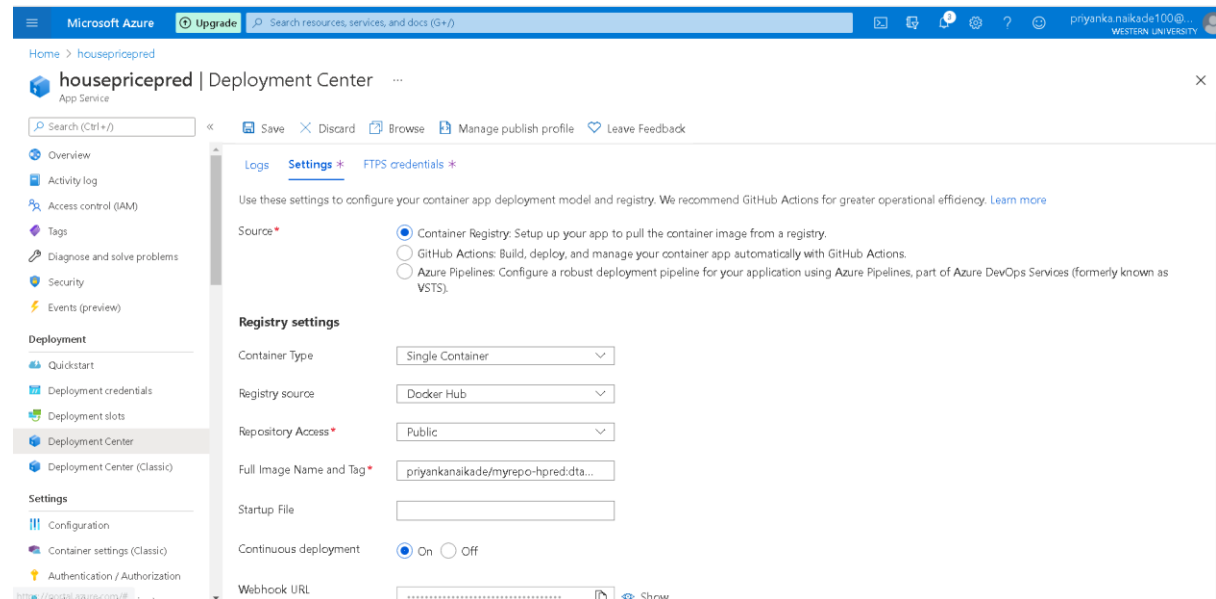 Microsoft Azure
Upgrade
Search resources, services, and docs (G+/)
3
priyanka.naikade100@...
WESTERN UNIVERSITY
Home > housepricepred
housepricepred | Deployment Center ...
App Service
Search (Ctrl+/)
«
Save
Discard
Browse
Manage publish profile
Leave Feedback
Overview
Activity log
Access control (IAM)
Tags
Diagnose and solve problems
Security
Events (preview)
Deployment
Quickstart
Deployment credentials
Deployment slots
Deployment Center
Deployment Center (Classic)
Settings
Configuration
Container settings (Classic)
Authentication / Authorization
Logs
Settings *
FTPS credentials *
Use these settings to configure your container app deployment model and registry. We recommend GitHub Actions for greater operational efficiency. Learn more
Source*
Container Registry: Setup up your app to pull the container image from a registry.
GitHub Actions: Build, deploy, and manage your container app automatically with GitHub Actions.
Azure Pipelines: Configure a robust deployment pipeline for your application using Azure Pipelines, part of Azure DevOps Services (formerly known as
VSTS).
Registry settings
Container Type
Single Container
Registry source
Docker Hub
Repository Access*
Public
Full Image Name and Tag*
priyankanaikade/myrepo-hpred:dta...
Startup File
Continuous deployment
On
Off
Webhook URL
Show